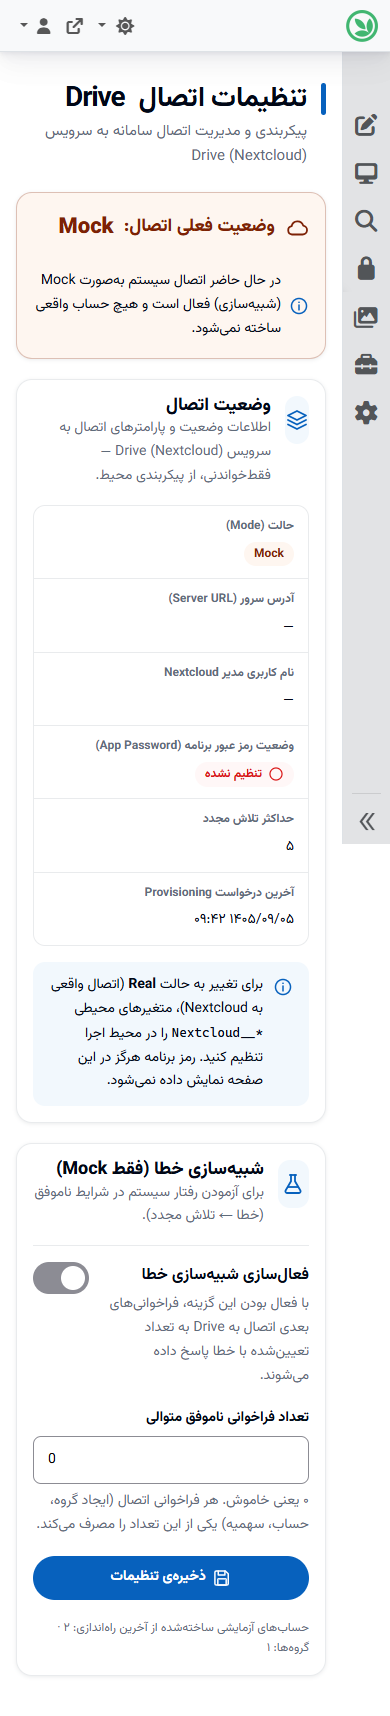 تنظیمات اتصال Drive
پیکربندی و مدیریت اتصال سامانه به سرویس
Drive (Nextcloud)
وضعیت فعلی اتصال: Mock
در حال حاضر اتصال سیستم به‌صورت Mock
(شبیه‌سازی) فعال است و هیچ حساب واقعی
ساخته نمی‌شود.
وضعیت اتصال
اطلاعات وضعیت و پارامترهای اتصال به
سرویس Drive (Nextcloud) —
فقط‌خواندنی، از پیکربندی محیط.
حالت (Mode)
Mock
آدرس سرور (Server URL)
—
نام کاربری مدیر Nextcloud
—
وضعیت رمز عبور برنامه (App Password)
تنظیم نشده
حداکثر تلاش مجدد
۵
آخرین درخواست Provisioning
۱۴۰۵/۰۹/۰۵ ۰۹:۴۲
برای تغییر به حالت Real (اتصال واقعی
به Nextcloud)، متغیرهای محیطی
Nextcloud__* را در محیط اجرا
تنظیم کنید. رمز برنامه هرگز در این
صفحه نمایش داده نمی‌شود.
شبیه‌سازی خطا (فقط Mock)
برای آزمودن رفتار سیستم در شرایط ناموفق
(خطا ← تلاش مجدد).
فعال‌سازی شبیه‌سازی خطا
با فعال بودن این گزینه، فراخوانی‌های
بعدی اتصال به Drive به تعداد
تعیین‌شده با خطا پاسخ داده
می‌شوند.
تعداد فراخوانی ناموفق متوالی
0
۰ یعنی خاموش. هر فراخوانی اتصال (ایجاد گروه،
حساب، سهمیه) یکی از این تعداد را مصرف می‌کند.
ذخیره‌ی تنظیمات
حساب‌های آزمایشی ساخته‌شده از آخرین راه‌اندازی: ۲ ·
گروه‌ها: ۱